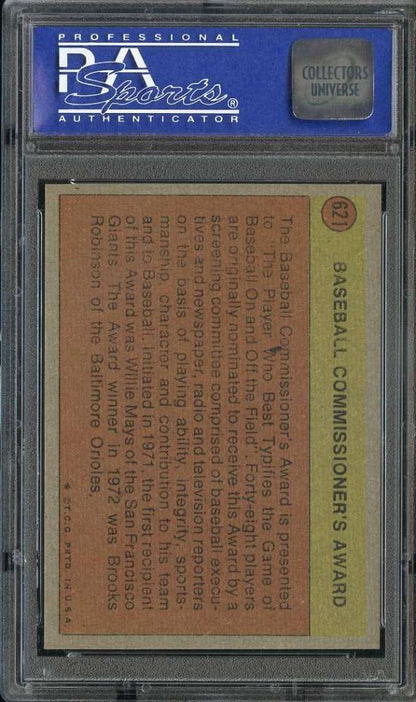 PROFESSIONAL
PSA
Sports®
AUTHENTICATOR
COLLECTORS
UNIVERSE
621
BASEBALL COMMISSIONER'S AWARD
The Baseball Commissioner's Award is presented
to "The Player Who Best Typifies the Game of
Baseball On and Off the Field". Forty-eight players
are originally nominated to receive this Award by a
screening committee comprised of baseball execu-
tives and newspaper, radio and television reporters
on the basis of playing ability, integrity, sports-
manship, character and contribution to his team
and to Baseball. Initiated in 1971, the first recipient
of this Award was Willie Mays of the San Francisco
Giants. The Award winner in 1972 was Brooks
Robinson of the Baltimore Orioles.
* ©T.C.G. PRTD. IN U.S.A.